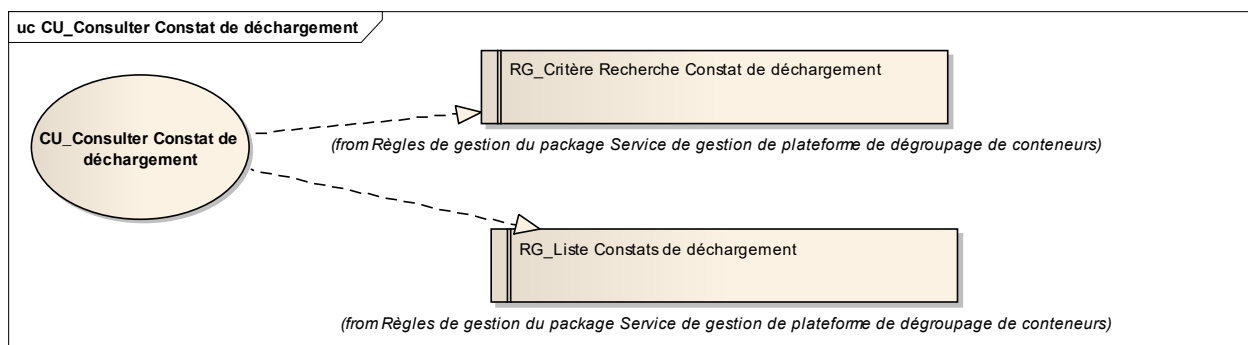 uc CU_Consulter Constat de déchargement
RG_Critère Recherche Constat de déchargement
CU_Consulter Constat de
déchargement
(from Règles de gestion du package Service de gestion de plateforme de dégroupage de conteneurs)
RG_Liste Constats de déchargement
(from Règles de gestion du package Service de gestion de plateforme de dégroupage de conteneurs)